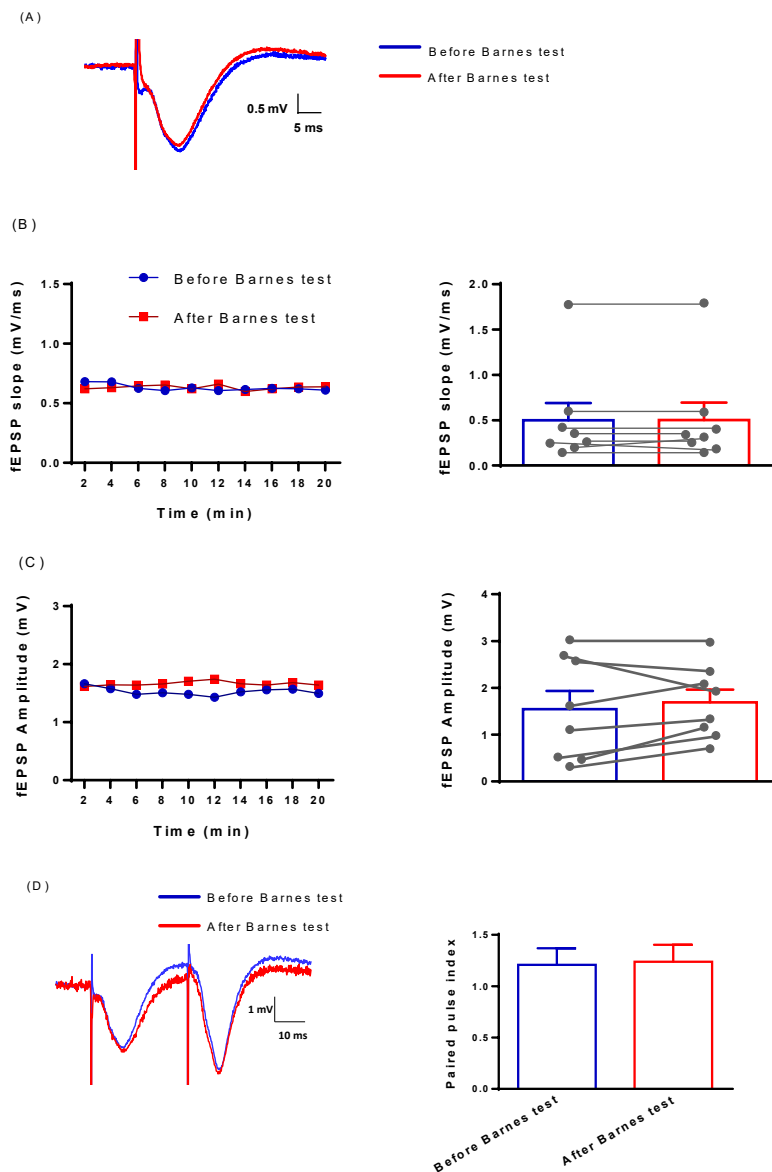 (A)
Before Barnes test
After Barnes test
0.5 mV
5 ms
(B)
Before Barnes test
After Barnes test
fEPSP slope (mV/ms)
1.5
1.0
0.5
0.0
2 4 6 8 10 12 14 16 18 20
Time (min)
fEPSP slope (mV/ms)
2.0
1.5
1.0
0.5
0.0
(C)
fEPSP Amplitude (mV)
3
2
1
0
2 4 6 8 10 12 14 16 18 20
Time (min)
fEPSP Amplitude (mV)
4
3
2
1
0
(D)
Before Barnes test
After Barnes test
1 mV
10 ms
Paired pulse index
1.5
1.0
0.5
0.0
Before Barnes test
After Barnes test